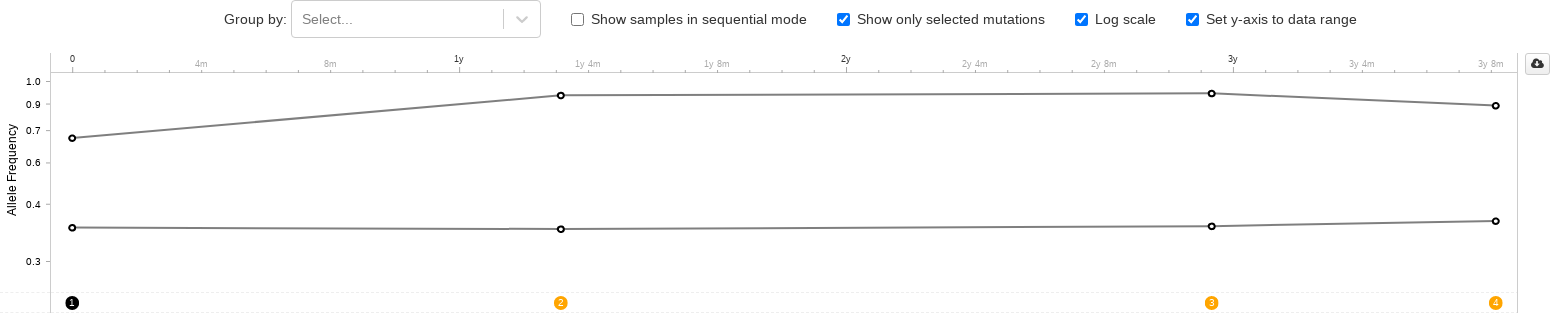 Group by: Select... Show samples in sequential mode Show only selected mutations Log scale Set y-axis to data range
0 4m 8m 1y 1y 4m 1y 8m 2y 2y 4m 2y 8m 3y 3y 4m 3y 8m
Allele Frequency
1.0
0.9
0.7
0.6
0.4
0.3
1 2 3 4